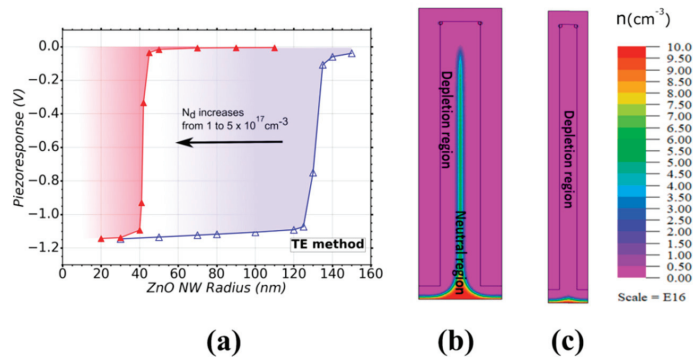 0.0
−0.2
−0.4
−0.6
−0.8
−1.0
−1.2
Piezoresponse (V)
N_d increases
from 1 to 5 x 10^17 cm^-3
TE method
0 20 40 60 80 100 120 140 160
ZnO NW Radius (nm)
(a)
Depletion region
Neutral region
(b)
Depletion region
(c)
n(cm^-3)
10.0
9.50
9.00
8.50
8.00
7.50
7.00
6.50
6.00
5.50
5.00
4.50
4.00
3.50
3.00
2.50
2.00
1.50
1.00
0.50
0.00
Scale = E16